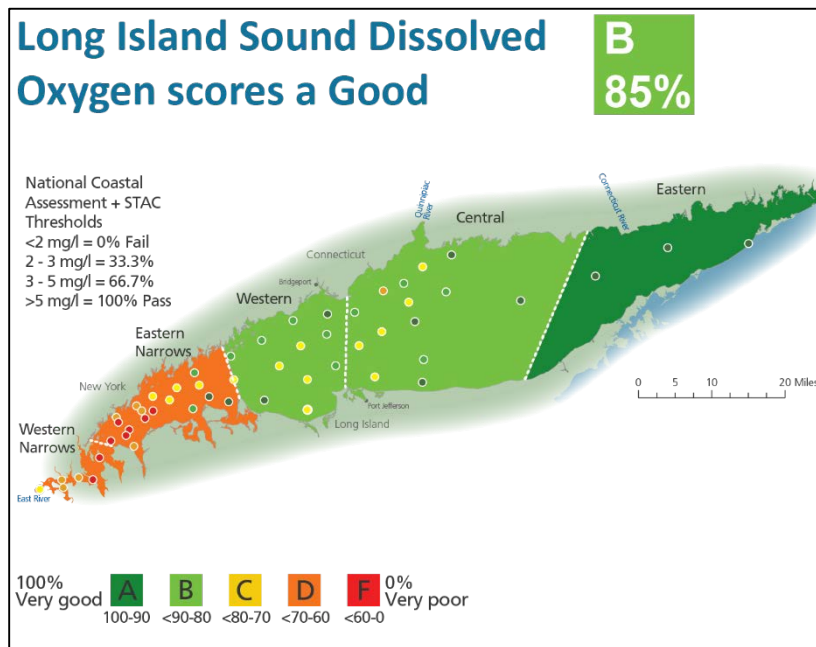 Long Island Sound Dissolved
Oxygen scores a Good
B
85%
National Coastal
Assessment + STAC
Thresholds
<2 mg/l = 0% Fail
2 - 3 mg/l = 33.3%
3 - 5 mg/l = 66.7%
>5 mg/l = 100% Pass
Quinnipiac
River
Central
Connecticut River
Eastern
Connecticut
Bridgeport
Western
Eastern
Narrows
New York
Western
Narrows
East River
Port Jefferson
Long Island
0 5 10 15 20 Miles
100%
Very good
A
B
C
D
F
0%
Very poor
100-90
<90-80
<80-70
<70-60
<60-0